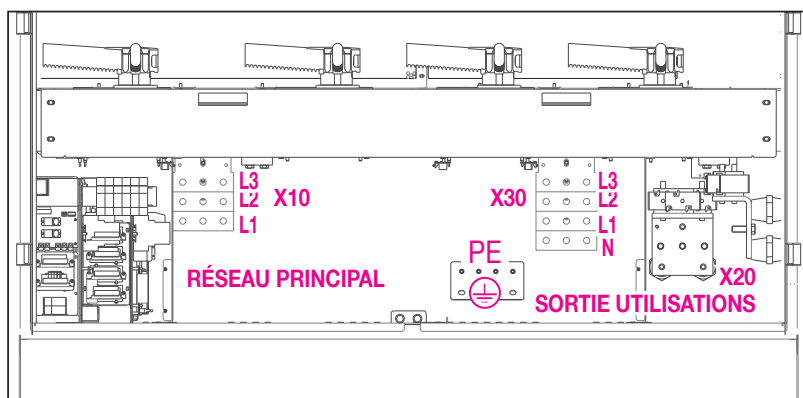 L3
L2 X10
L1
RÉSEAU PRINCIPAL
PE
L3
X30 L2
L1
N
X20
SORTIE UTILISATIONS